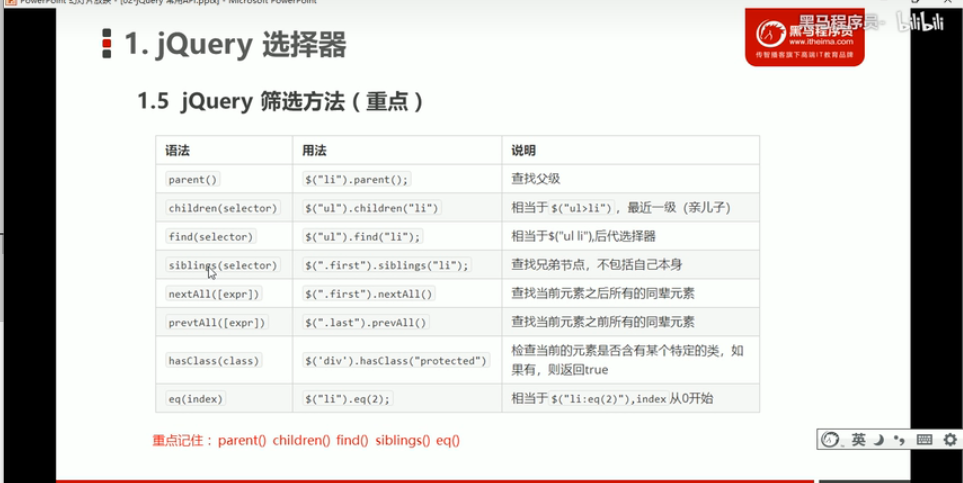 PowerPoint 幻灯片放映 - [02-jQuery 常用API.pptx] - Microsoft PowerPoint
黑马程序员- bilibili
1. jQuery 选择器
黑马程序员
www.itheima.com
传智播客旗下高端IT教育品牌
1.5 jQuery 筛选方法（重点）
语法 用法 说明
parent() $("li").parent(); 查找父级
children(selector) $("ul").children("li") 相当于 $("ul>li") ，最近一级（亲儿子）
find(selector) $("ul").find("li"); 相当于$("ul li"),后代选择器
siblings(selector) $(".first").siblings("li"); 查找兄弟节点，不包括自己本身
nextAll([expr]) $(".first").nextAll() 查找当前元素之后所有的同辈元素
prevtAll([expr]) $(".last").prevAll() 查找当前元素之前所有的同辈元素
hasClass(class) $('div').hasClass("protected") 检查当前的元素是否含有某个特定的类，如
果有，则返回true
eq(index) $("li").eq(2); 相当于 $("li:eq(2)"),index 从0开始
重点记住：parent() children() find() siblings() eq()
英